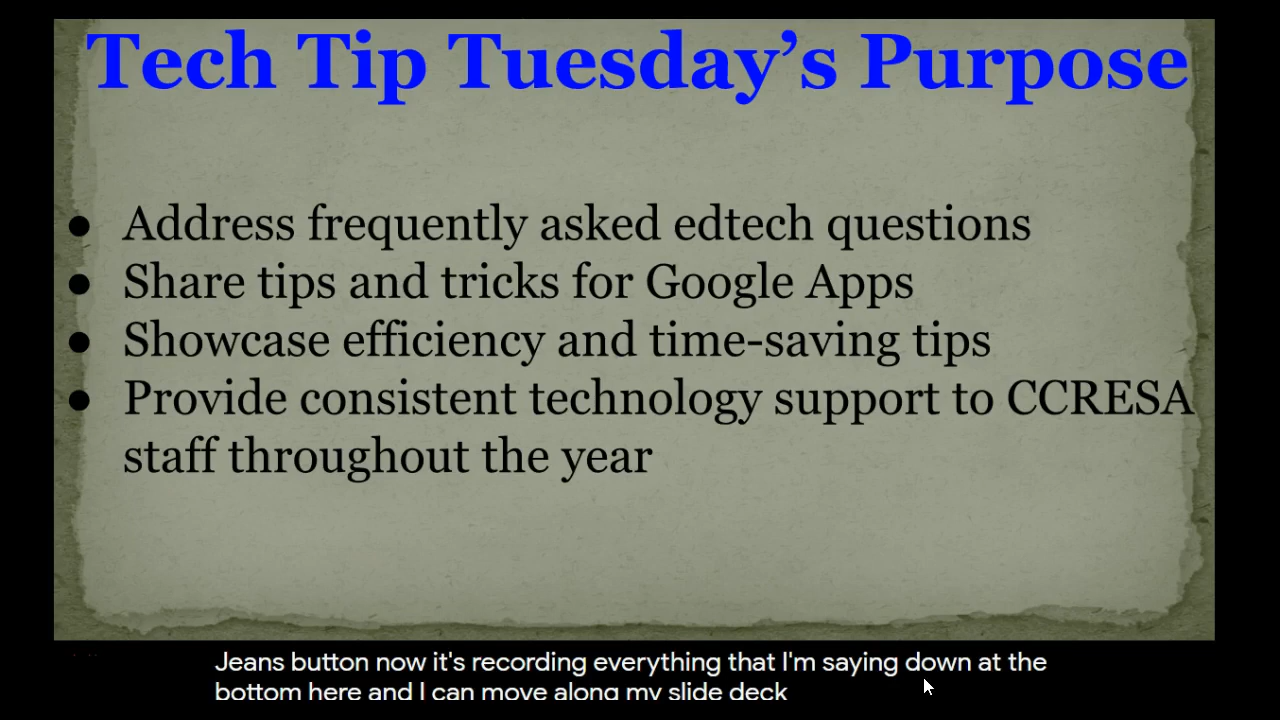 Tech Tip Tuesday’s Purpose
● Address frequently asked edtech questions
● Share tips and tricks for Google Apps
● Showcase efficiency and time-saving tips
● Provide consistent technology support to CCRESA
staff throughout the year
Jeans button now it's recording everything that I'm saying down at the
bottom here and I can move along my slide deck